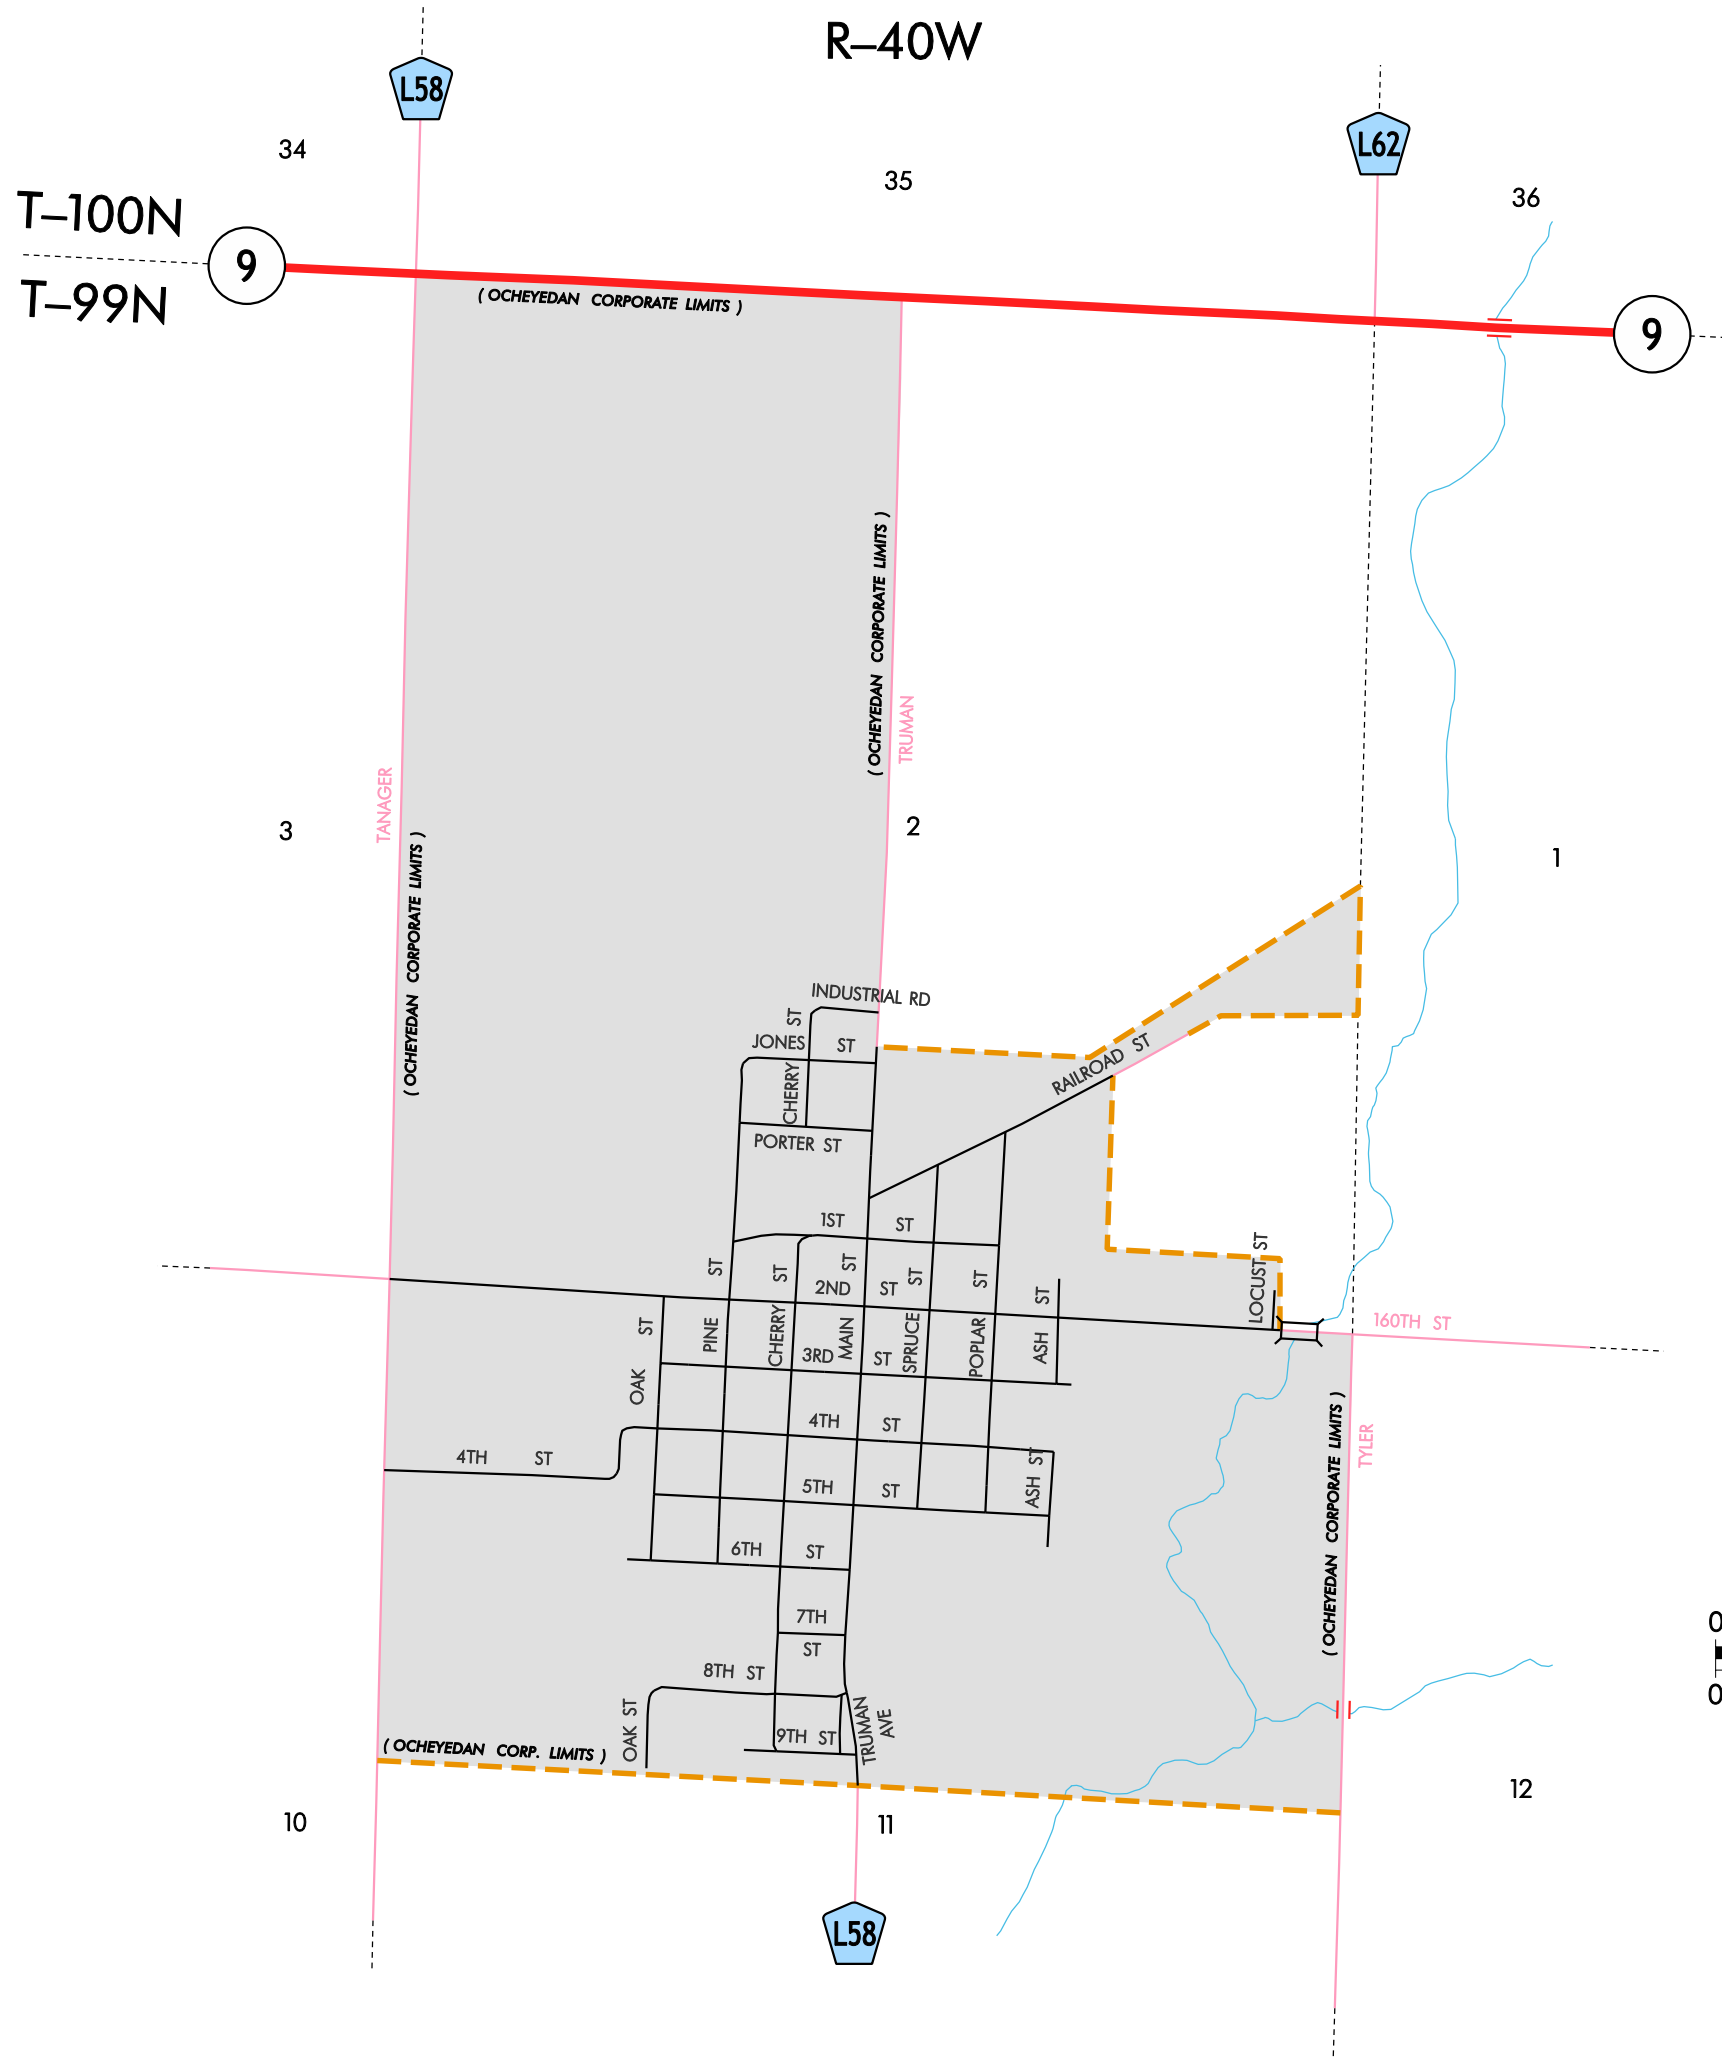 R–40W
L58
L62
34
35
36
T–100N
9
T–99N
( OCHEYEDAN CORPORATE LIMITS )
9
( OCHEYEDAN CORPORATE LIMITS )
TRUMAN
TANAGER
3
2
1
( OCHEYEDAN CORPORATE LIMITS )
INDUSTRIAL RD
JONES ST
CHERRY ST
RAILROAD ST
PORTER ST
1ST ST
LOCUST ST
2ND ST
OAK ST
PINE ST
CHERRY ST
MAIN ST
SPRUCE ST
POPLAR ST
ASH ST
160TH ST
3RD ST
4TH ST
4TH ST
( OCHEYEDAN CORPORATE LIMITS )
TYLER
5TH ST
ASH ST
6TH ST
7TH
ST
8TH ST
OAK ST
9TH ST
TRUMAN
AVE
( OCHEYEDAN CORP. LIMITS )
0
0
10
11
12
L58